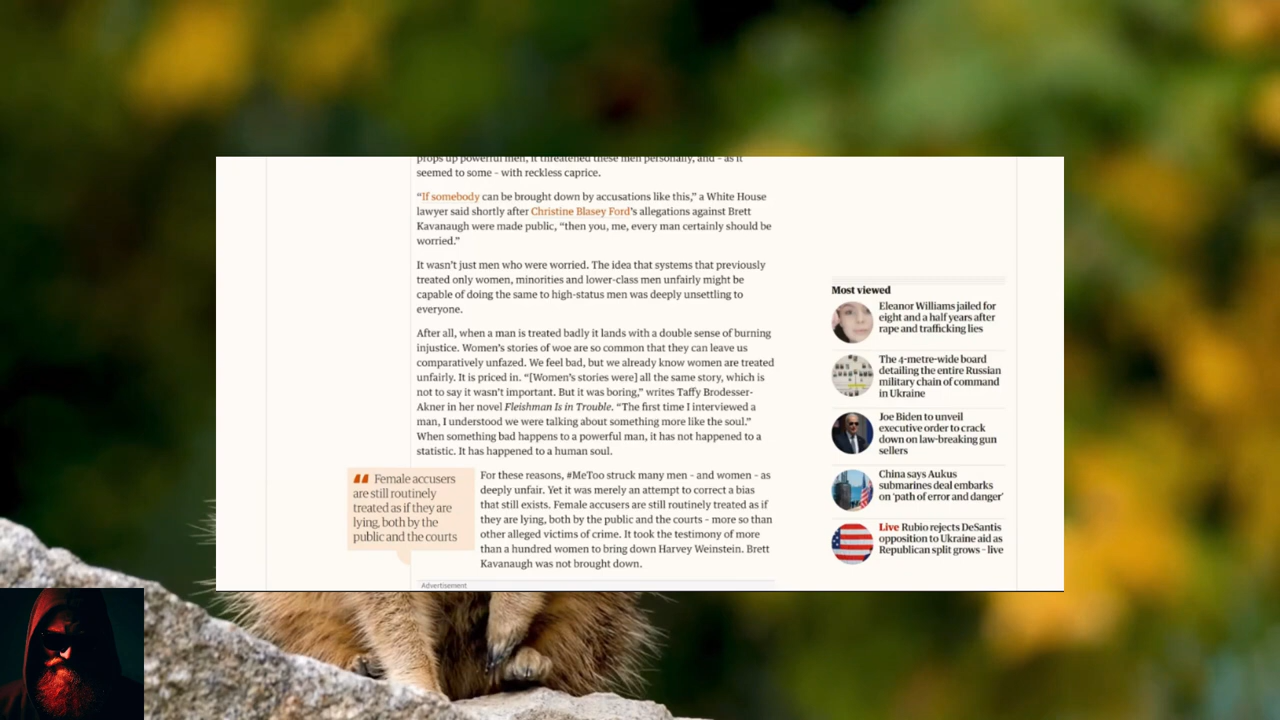 props up powerful men, it threatened these men personally, and – as it
seemed to some – with reckless caprice.
“If somebody can be brought down by accusations like this,” a White House
lawyer said shortly after Christine Blasey Ford’s allegations against Brett
Kavanaugh were made public, “then you, me, every man certainly should be
worried.”
It wasn’t just men who were worried. The idea that systems that previously
treated only women, minorities and lower-class men unfairly might be
capable of doing the same to high-status men was deeply unsettling to
everyone.
After all, when a man is treated badly it lands with a double sense of burning
injustice. Women’s stories of woe are so common that they can leave us
comparatively unfazed. We feel bad, but we already know women are treated
unfairly. It is priced in. “[Women’s stories were] all the same story, which is
not to say it wasn’t important. But it was boring,” writes Taffy Brodesser-
Akner in her novel Fleishman Is in Trouble. “The first time I interviewed a
man, I understood we were talking about something more like the soul.”
When something bad happens to a powerful man, it has not happened to a
statistic. It has happened to a human soul.
“ Female accusers
are still routinely
treated as if they are
lying, both by the
public and the courts
For these reasons, #MeToo struck many men – and women – as
deeply unfair. Yet it was merely an attempt to correct a bias
that still exists. Female accusers are still routinely treated as if
they are lying, both by the public and the courts – more so than
other alleged victims of crime. It took the testimony of more
than a hundred women to bring down Harvey Weinstein. Brett
Kavanaugh was not brought down.
Advertisement
Most viewed
Eleanor Williams jailed for
eight and a half years after
rape and trafficking lies
The 4-metre-wide board
detailing the entire Russian
military chain of command
in Ukraine
Joe Biden to unveil
executive order to crack
down on law-breaking gun
sellers
China says Aukus
submarines deal embarks
on ‘path of error and danger’
Live Rubio rejects DeSantis
opposition to Ukraine aid as
Republican split grows – live